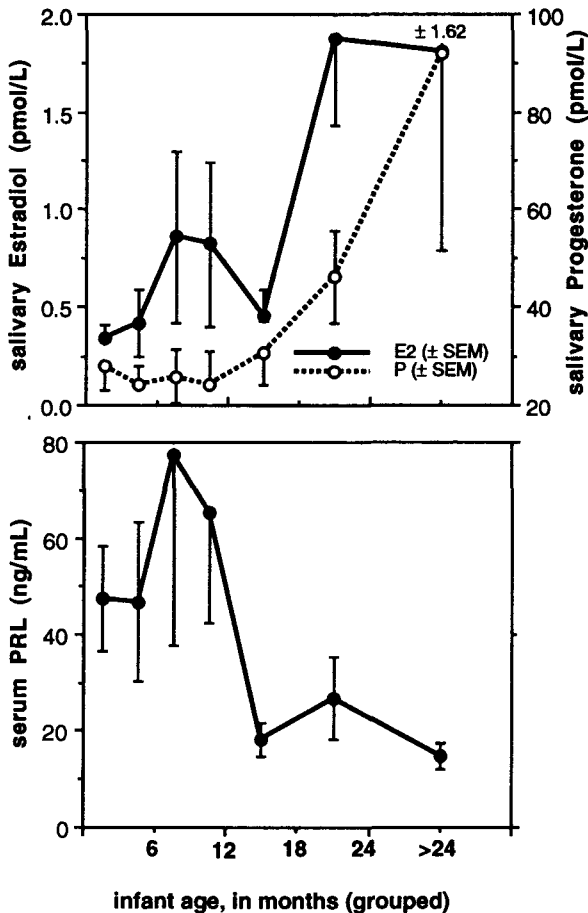 salivary Estradiol (pmol/L)
2.0
1.5
1.0
0.5
0.0
± 1.62
100
80
60
40
20
salivary Progesterone (pmol/L)
E2 (± SEM)
P (± SEM)
serum PRL (ng/mL)
80
60
40
20
0
6 12 18 24 >24
infant age, in months (grouped)